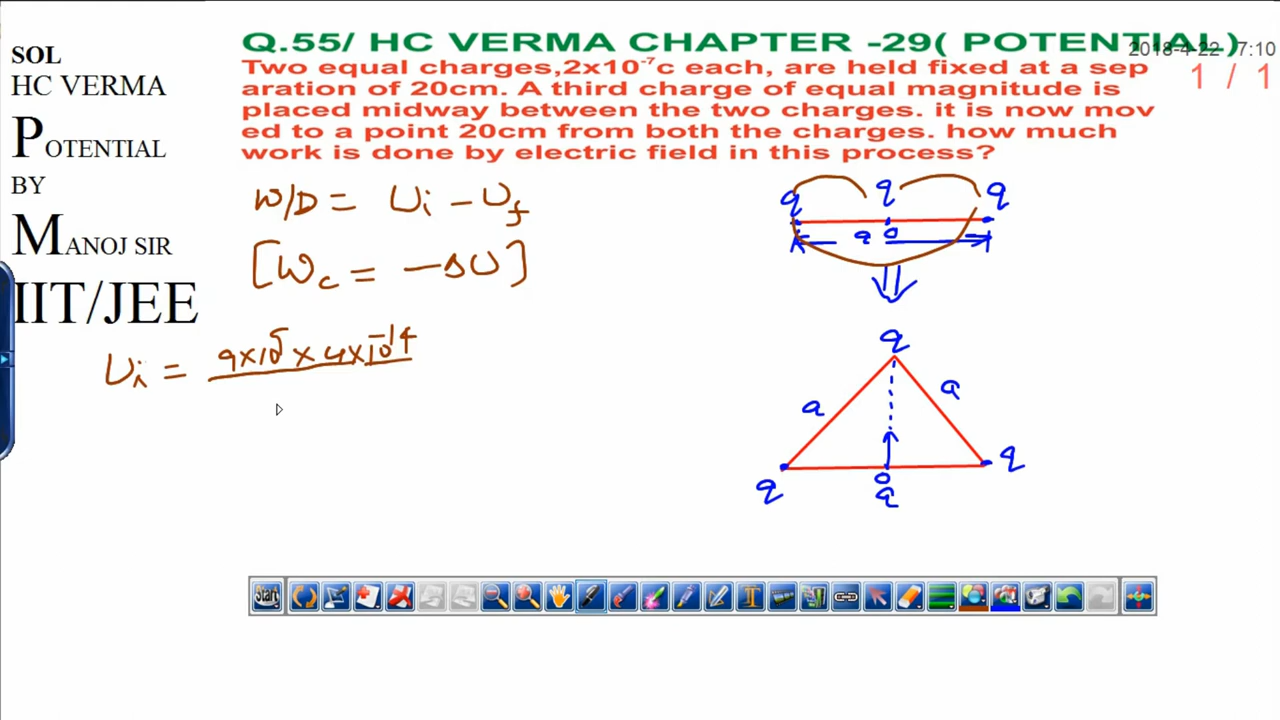 SOL
HC VERMA
POTENTIAL
BY
MANOJ SIR
IIT/JEE
Q.55/ HC VERMA CHAPTER -29( POTENTIAL)
2018-4-22 7:10
1 / 1
Two equal charges,2x10⁻⁷c each, are held fixed at a sep
aration of 20cm. A third charge of equal magnitude is
placed midway between the two charges. it is now mov
ed to a point 20cm from both the charges. how much
work is done by electric field in this process?
W/D = Ui - Uf
[Wc = -ΔU]
Ui = 9×10⁵ × 4×10⁻¹⁴
q q q
a
q
a a
q q
q
Start